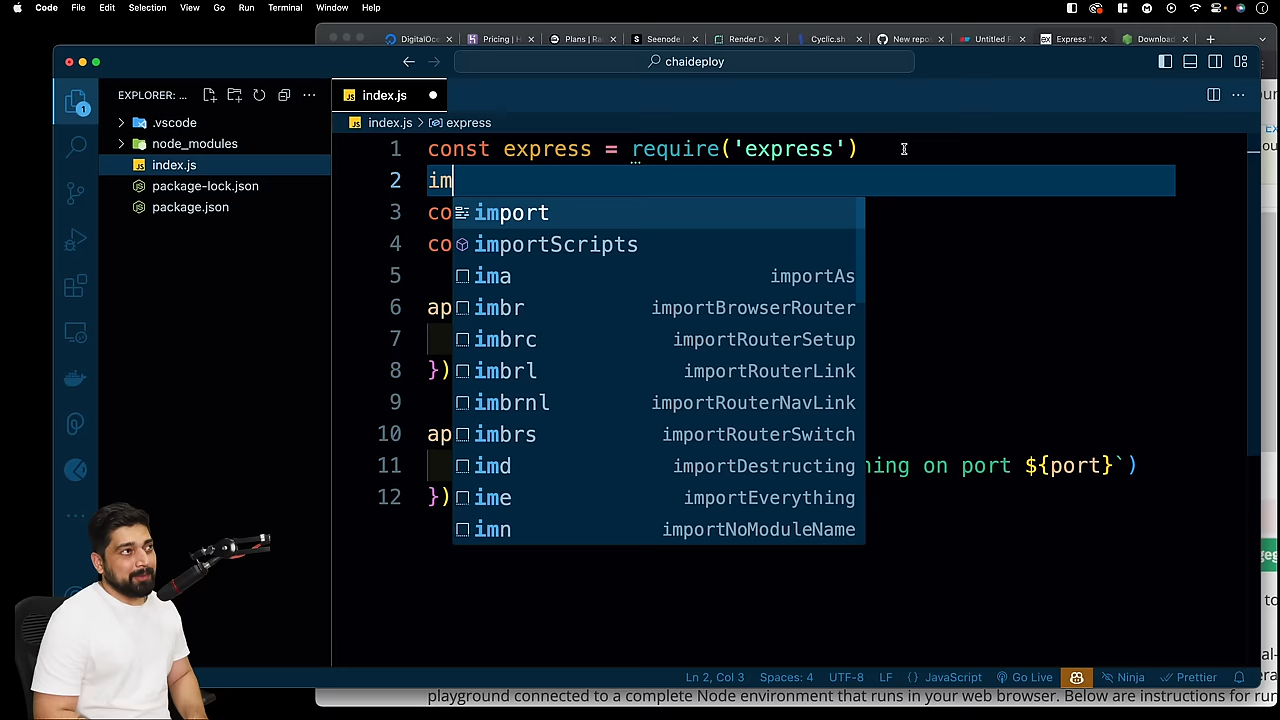 Code File Edit Selection View Go Run Terminal Window Help
DigitalOce Pricing | H Plans | Ra Seenode | Render Da Cyclic.sh New repo Untitled F Express " Download
chaideploy
EXPLORER: ...
index.js
.vscode
node_modules
index.js
package-lock.json
package.json
index.js > express
1 const express = require('express')
2 im
3 co
4 co
5
6 ap
7
8 })
9
10 ap
11 ning on port ${port}`)
12 })
import
importScripts
ima importAs
imbr importBrowserRouter
imbrc importRouterSetup
imbrl importRouterLink
imbrnl importRouterNavLink
imbrs importRouterSwitch
imd importDestructing
ime importEverything
imn importNoModuleName
Ln 2, Col 3 Spaces: 4 UTF-8 LF {} JavaScript Go Live Ninja Prettier
playground connected to a complete Node environment that runs in your web browser. Below are instructions for run